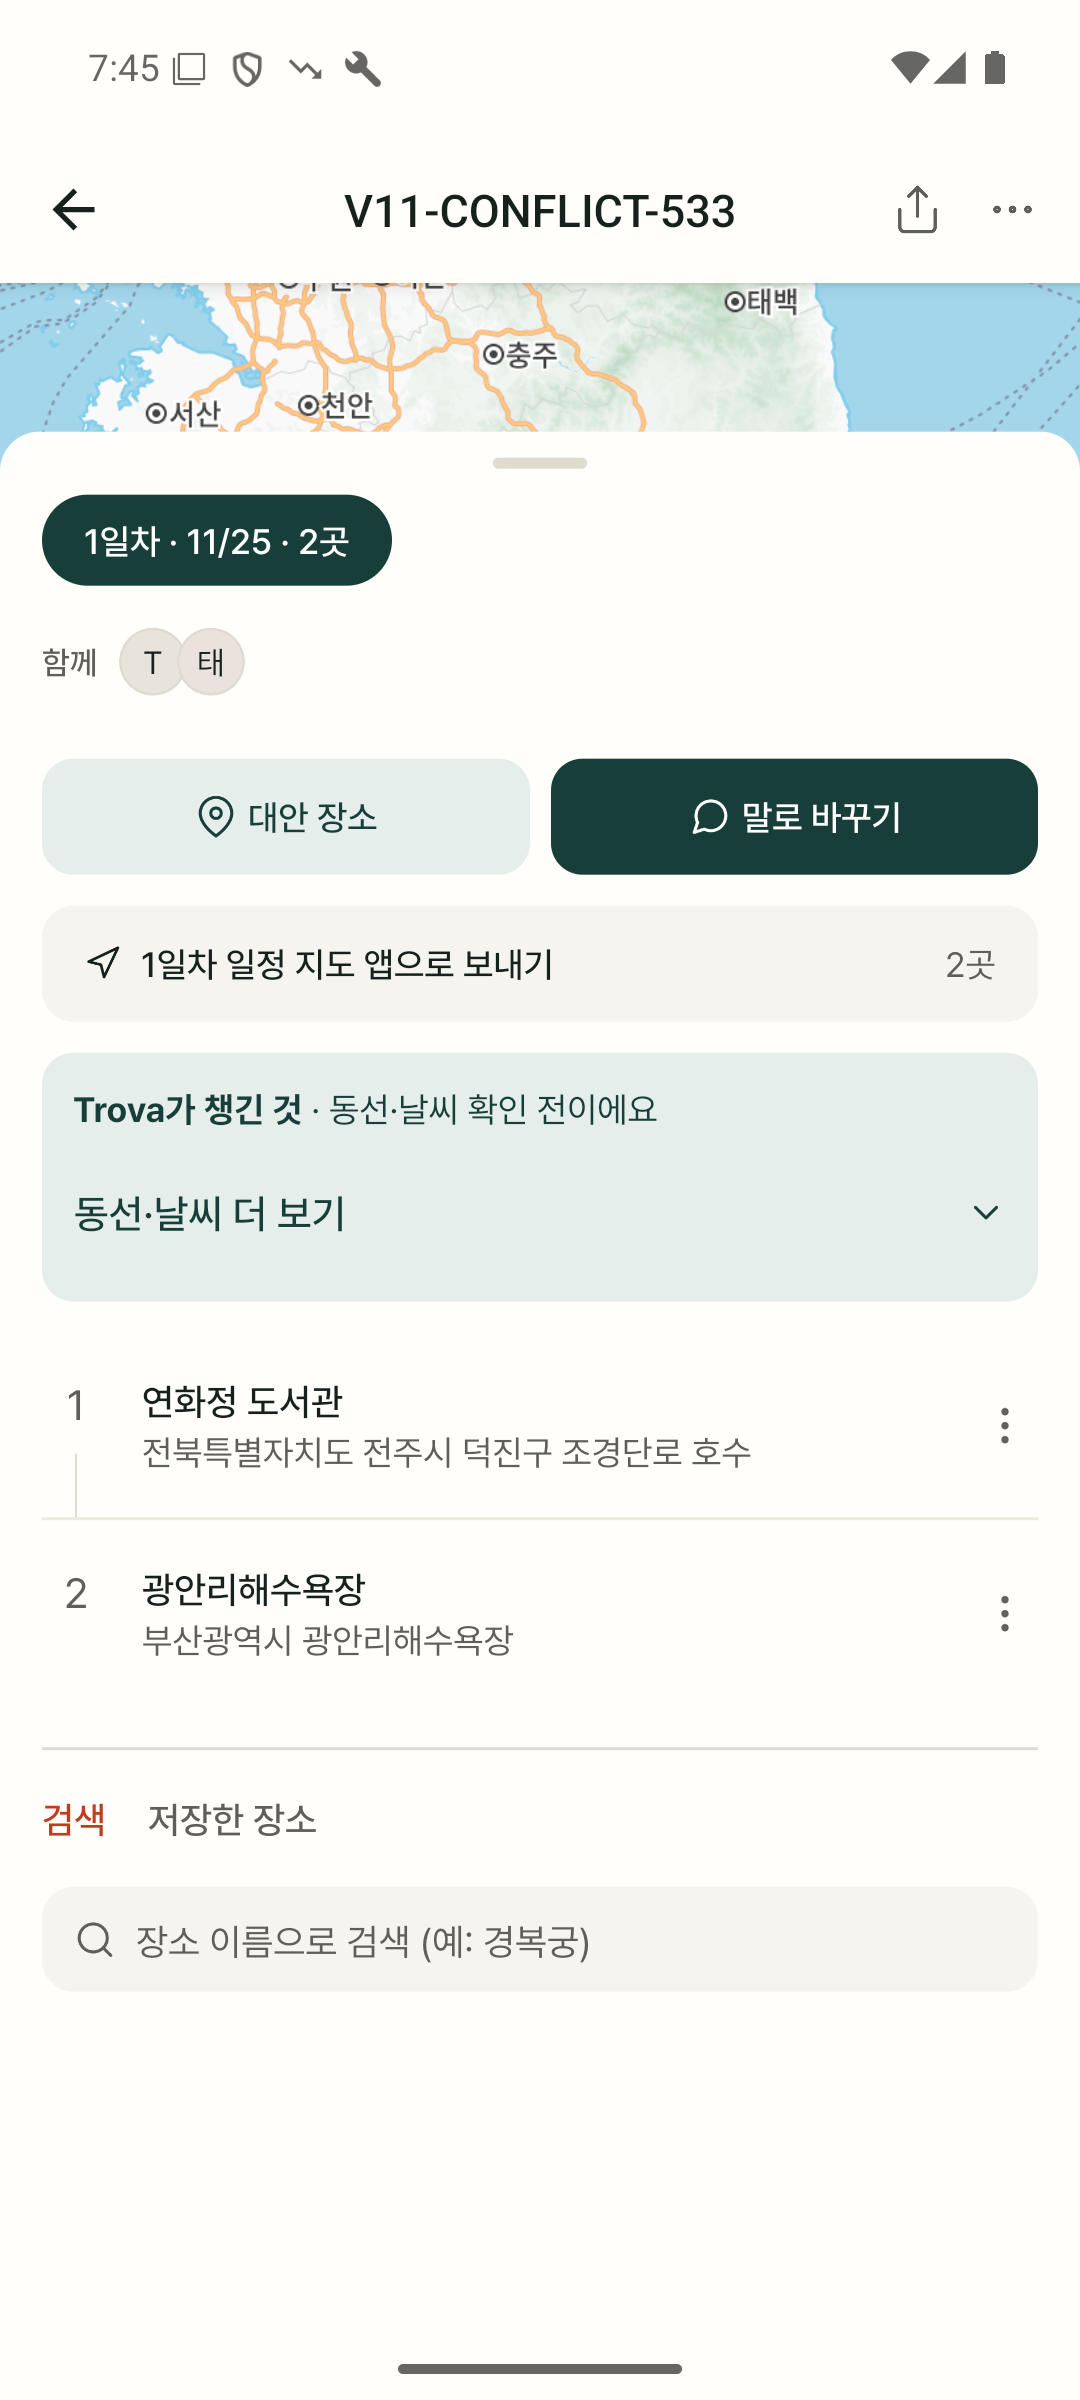 7:45
V11-CONFLICT-533
태백
충주
천안
서산
1일차 · 11/25 · 2곳
함께 T 태
대안 장소
말로 바꾸기
1일차 일정 지도 앱으로 보내기 2곳
Trova가 챙긴 것 · 동선·날씨 확인 전이에요
동선·날씨 더 보기
1 연화정 도서관
전북특별자치도 전주시 덕진구 조경단로 호수
2 광안리해수욕장
부산광역시 광안리해수욕장
검색 저장한 장소
장소 이름으로 검색 (예: 경복궁)